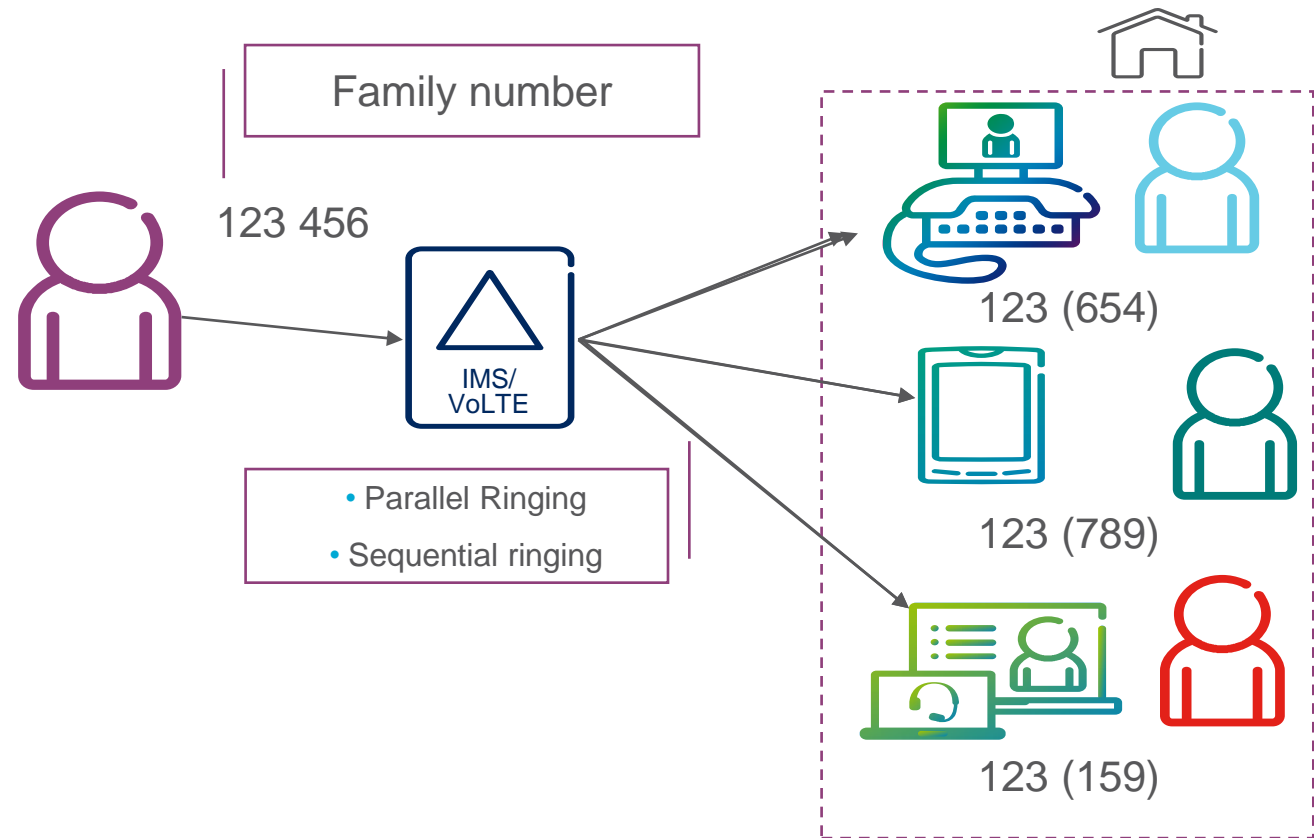 Family number
123 456
IMS/
VoLTE
• Parallel Ringing
• Sequential ringing
123 (654)
123 (789)
123 (159)